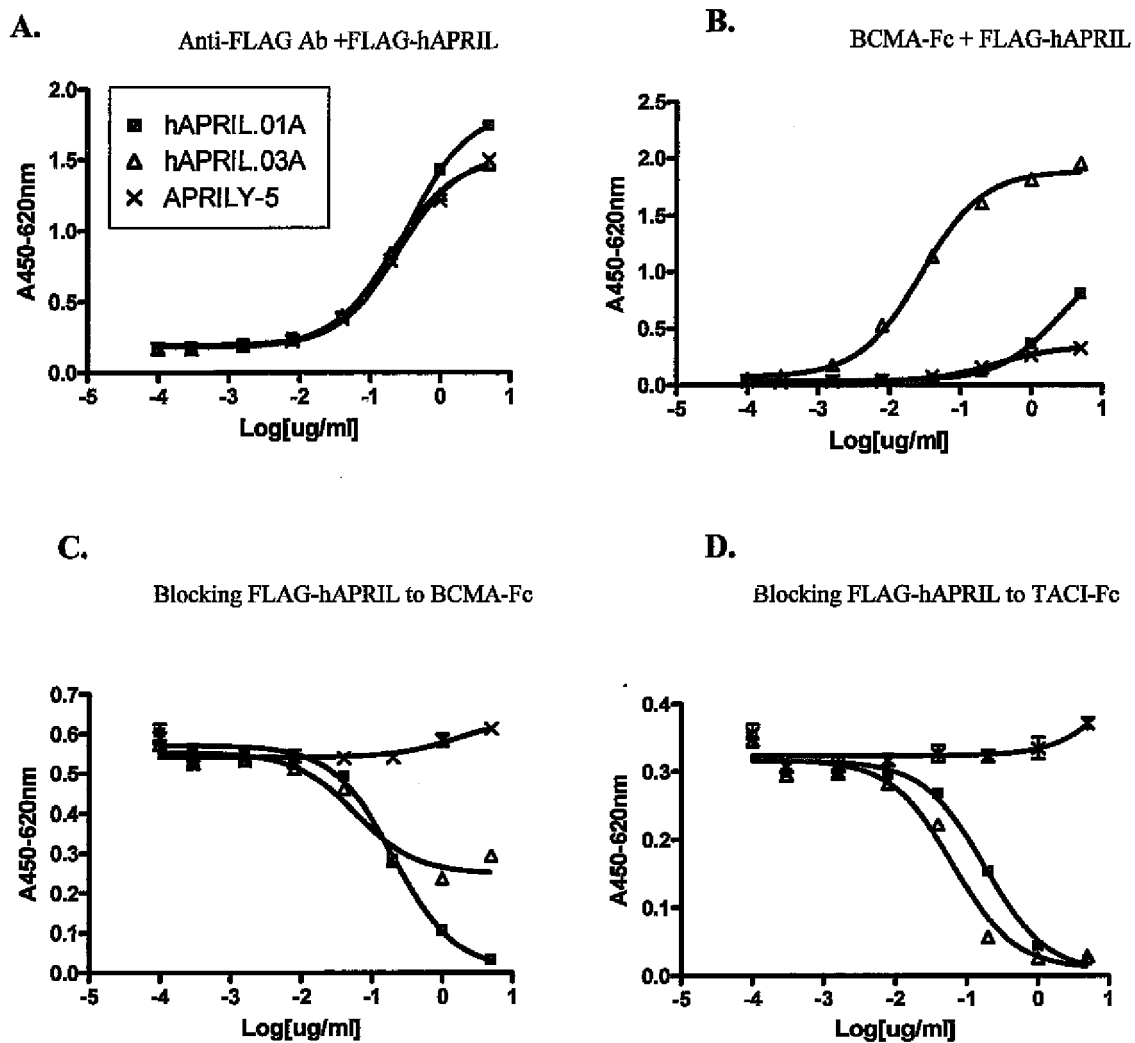 A.
Anti-FLAG Ab +FLAG-hAPRIL
2.0
1.5
1.0
0.5
0.0
A450-620nm
hAPRIL.01A
hAPRIL.03A
APRILY-5
-5 -4 -3 -2 -1 0 1
Log[ug/ml]
B.
BCMA-Fc + FLAG-hAPRIL
2.5
2.0
1.5
1.0
0.5
0.0
A450-620nm
-5 -4 -3 -2 -1 0 1
Log[ug/ml]
C.
Blocking FLAG-hAPRIL to BCMA-Fc
0.7
0.6
0.5
0.4
0.3
0.2
0.1
0.0
A450-620nm
-5 -4 -3 -2 -1 0 1
Log[ug/ml]
D.
Blocking FLAG-hAPRIL to TACI-Fc
0.4
0.3
0.2
0.1
0.0
A450-620nm
-5 -4 -3 -2 -1 0 1
Log[ug/ml]